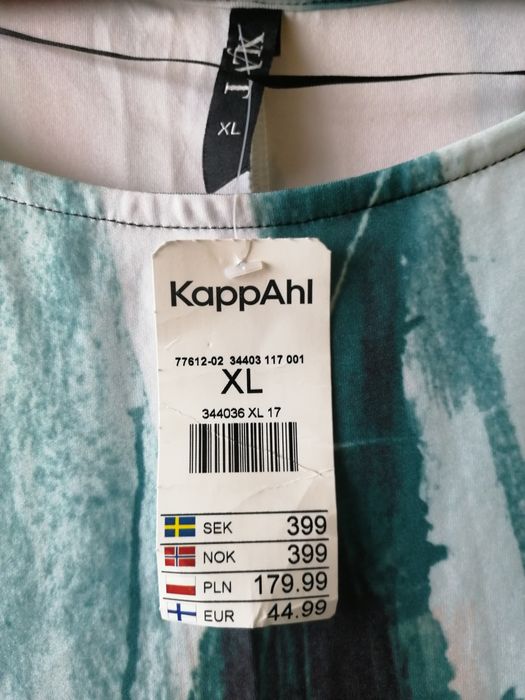 XLNT
XL
KappAhl
77612-02 34403 117 001
XL
344036 XL 17
SEK 399
NOK 399
PLN 179.99
EUR 44.99